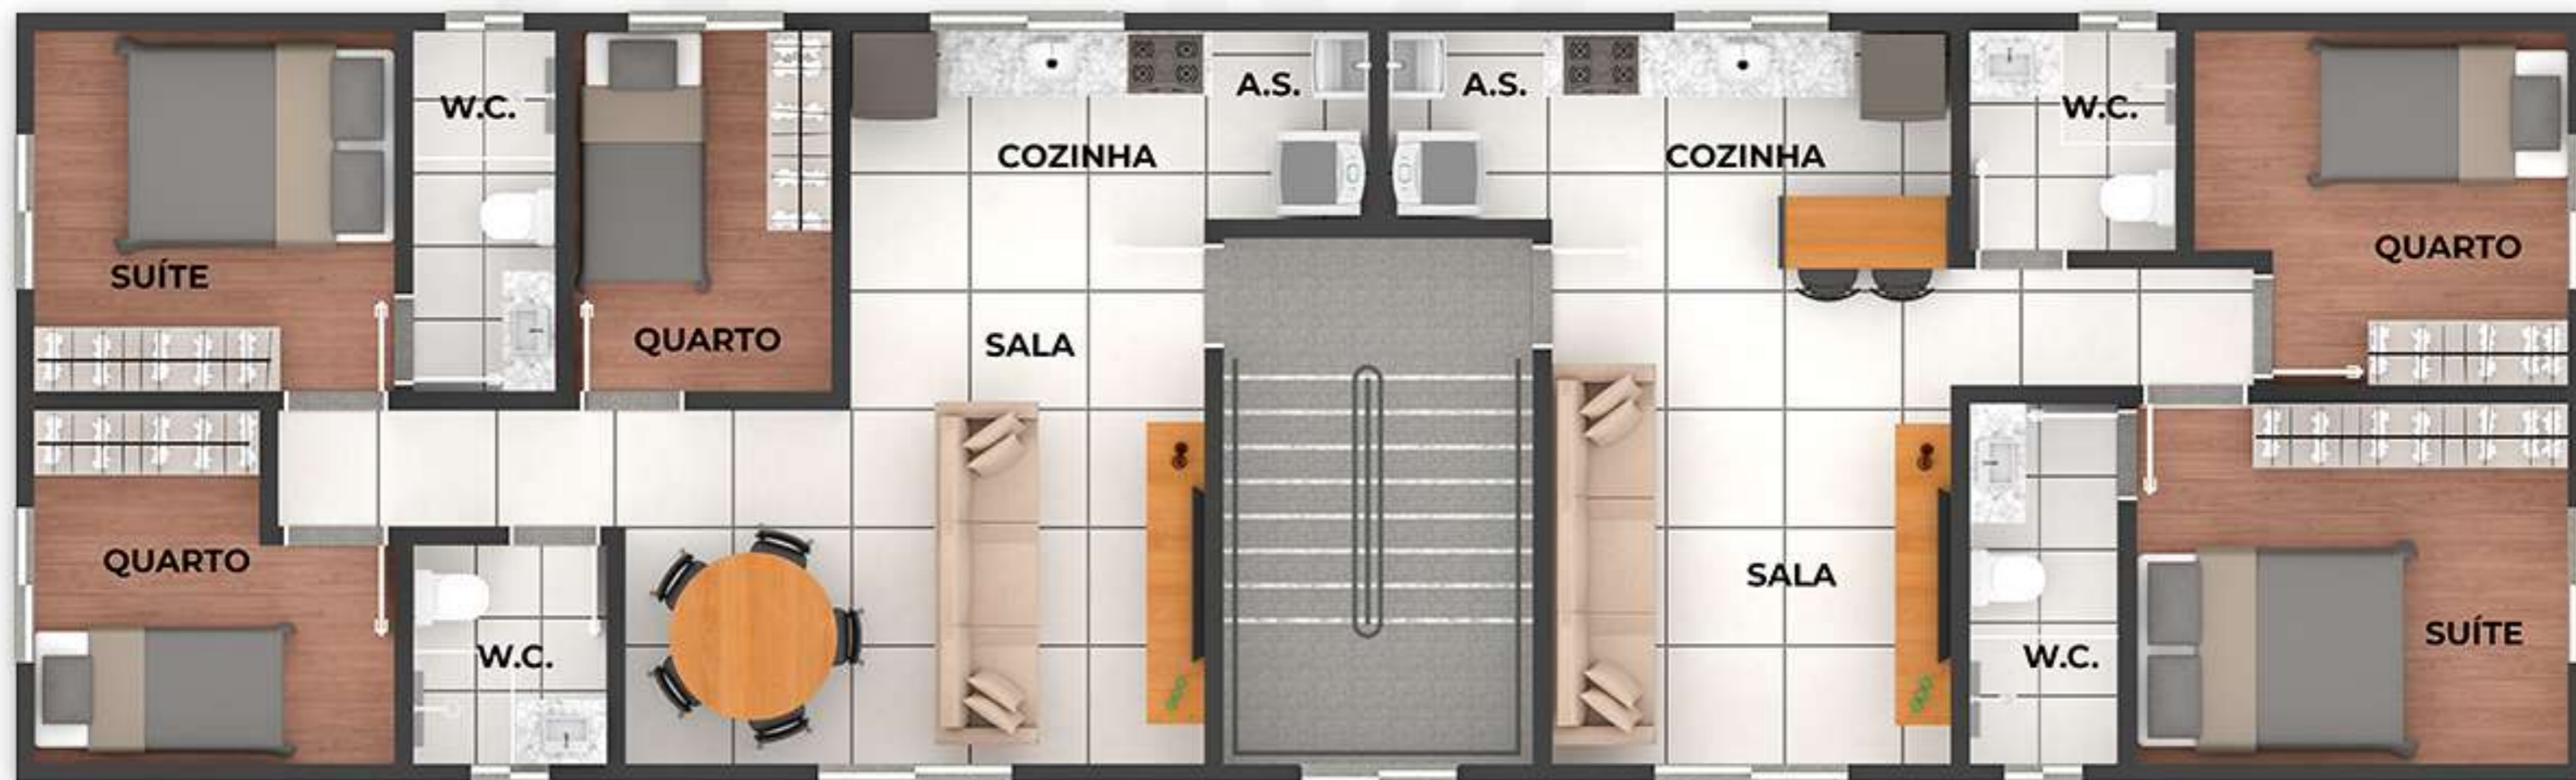 W.C.
A.S.
A.S.
W.C.
COZINHA
COZINHA
SUÍTE
QUARTO
QUARTO
SALA
QUARTO
SALA
W.C.
W.C.
SUÍTE